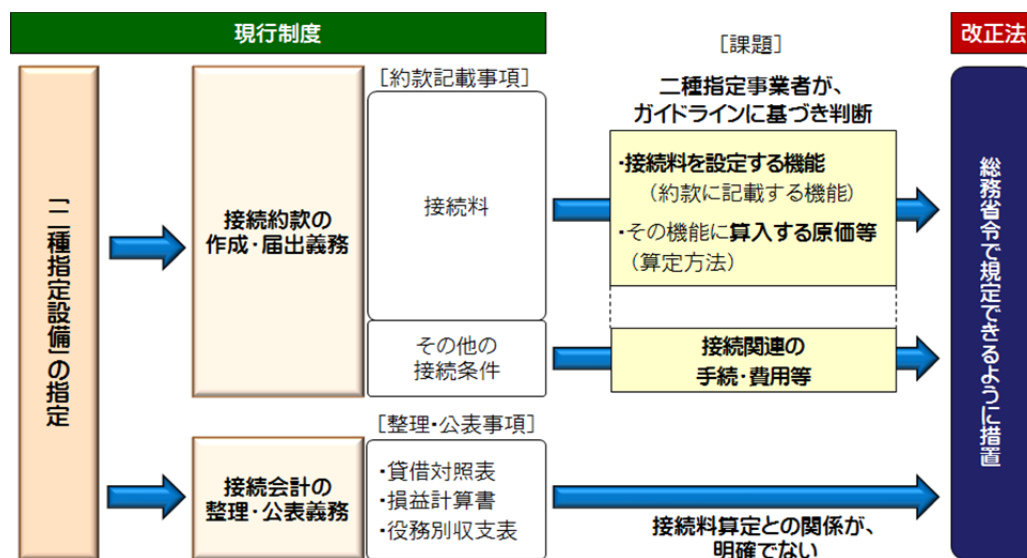 現行制度
［課題］
改正法
「二種指定設備」の指定
接続約款の
作成・届出義務
［約款記載事項］
接続料
その他の
接続条件
二種指定事業者が、
ガイドラインに基づき判断
・接続料を設定する機能
（約款に記載する機能）
・その機能に算入する原価等
（算定方法）
接続関連の
手続・費用等
接続会計の
整理・公表義務
［整理・公表事項］
・貸借対照表
・損益計算書
・役務別収支表
接続料算定との関係が、
明確でない
総務省令で規定できるように措置